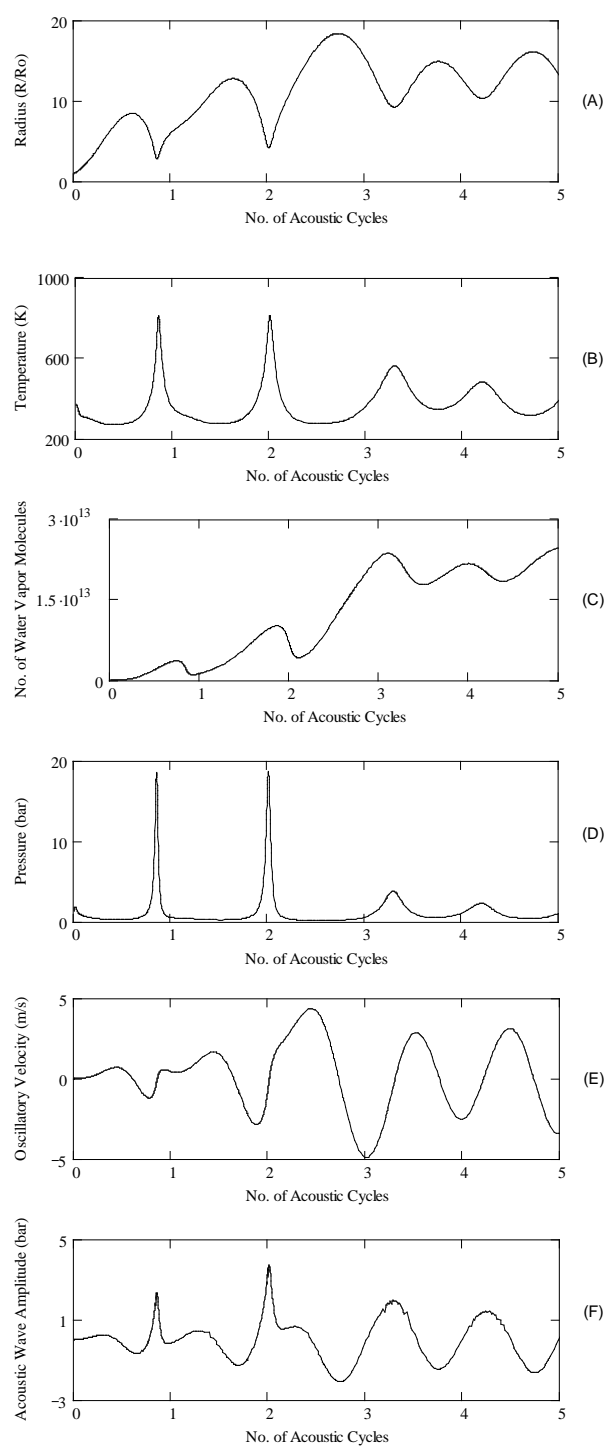 20
10
0
Radius (R/Ro)
0 1 2 3 4 5
No. of Acoustic Cycles
(A)
1000
600
200
Temperature (K)
0 1 2 3 4 5
No. of Acoustic Cycles
(B)
3·10^13
1.5·10^13
0
No. of Water Vapor Molecules
0 1 2 3 4 5
No. of Acoustic Cycles
(C)
20
10
0
Pressure (bar)
0 1 2 3 4 5
No. of Acoustic Cycles
(D)
5
0
−5
Oscillatory Velocity (m/s)
0 1 2 3 4 5
No. of Acoustic Cycles
(E)
5
1
−3
Acoustic Wave Amplitude (bar)
0 1 2 3 4 5
No. of Acoustic Cycles
(F)